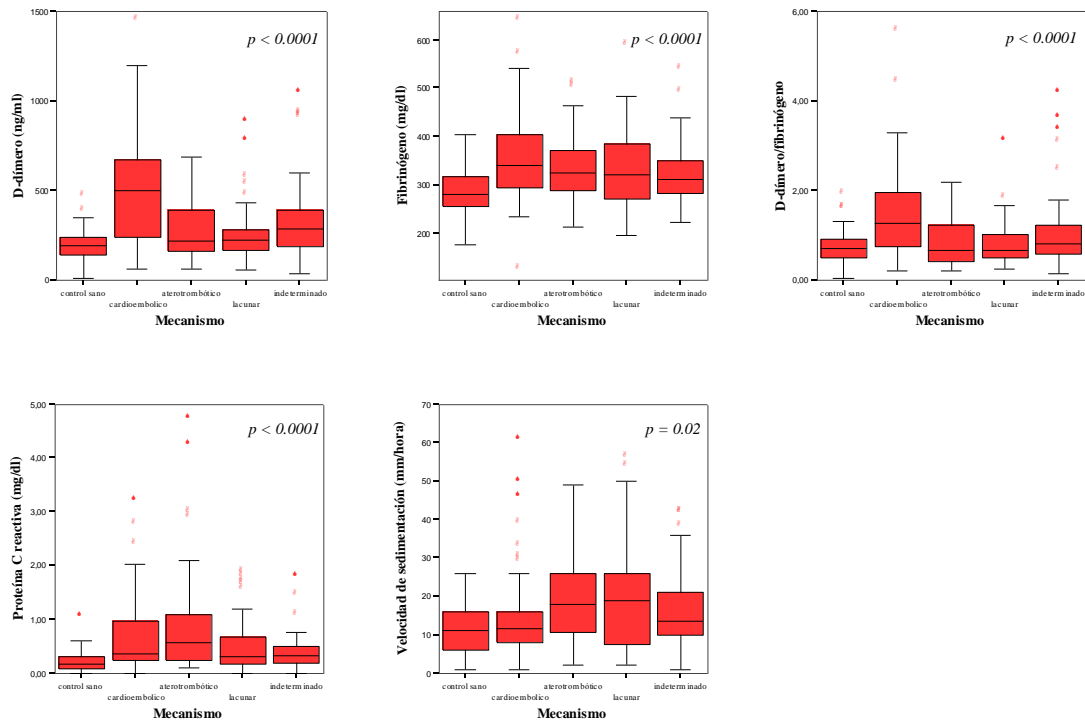 1500
1000
500
0
D-dímero (ng/ml)
p < 0.0001
control sano
cardioembolico
aterotrombótico
lacunar
indeterminado
Mecanismo
600
500
400
300
200
Fibrinógeno (mg/dl)
p < 0.0001
control sano
cardioembolico
aterotrombótico
lacunar
indeterminado
Mecanismo
6,00
4,00
2,00
0,00
D-dímero/fibrinógeno
p < 0.0001
control sano
cardioembolico
aterotrombótico
lacunar
indeterminado
Mecanismo
5,00
4,00
3,00
2,00
1,00
0,00
Proteína C reactiva (mg/dl)
p < 0.0001
control sano
cardioembolico
aterotrombótico
lacunar
indeterminado
Mecanismo
70
60
50
40
30
20
10
0
Velocidad de sedimentación (mm/hora)
p = 0.02
control sano
cardioembolico
aterotrombótico
lacunar
indeterminado
Mecanismo